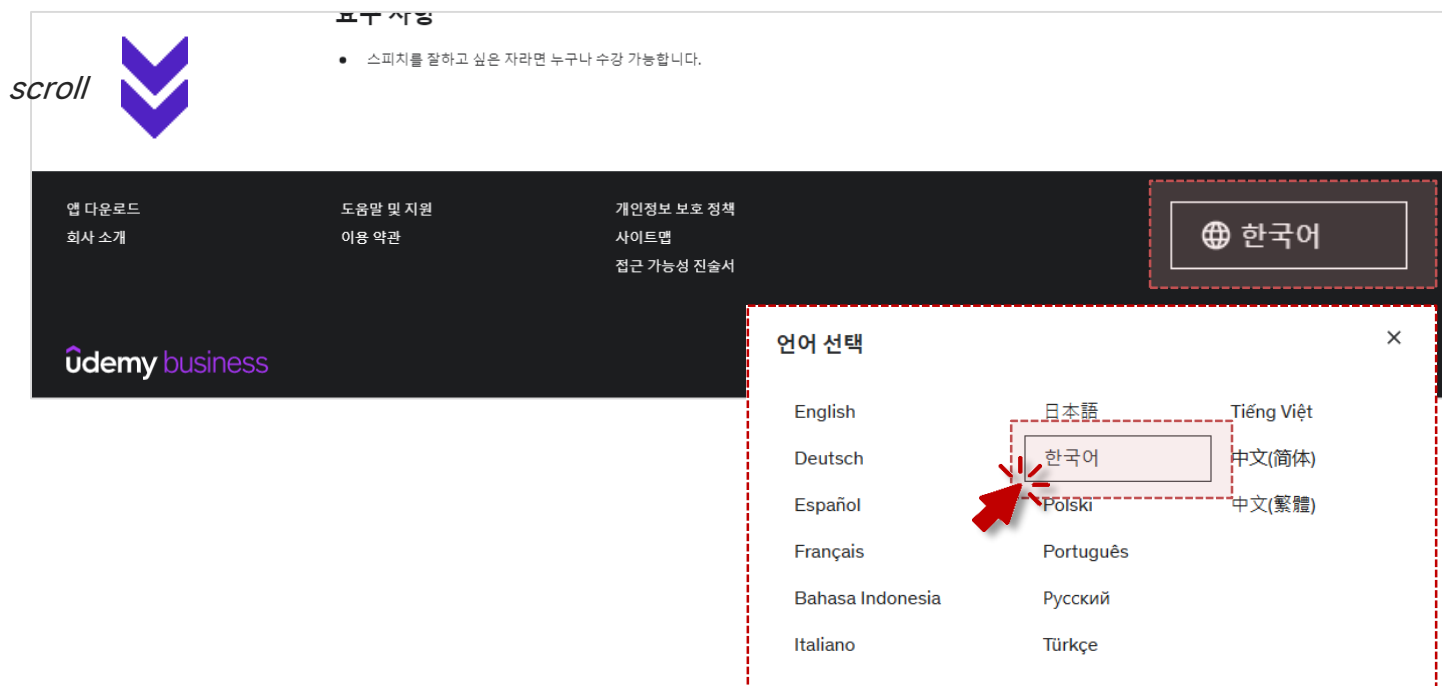 요구 사항
scroll
스피치를 잘하고 싶은 자라면 누구나 수강 가능합니다.
앱 다운로드
회사 소개
도움말 및 지원
이용 약관
개인정보 보호 정책
사이트맵
접근 가능성 진술서
한국어
ûdemy business
언어 선택
English
Deutsch
Español
Français
Bahasa Indonesia
Italiano
日本語
한국어
Polski
Português
Русский
Türkçe
Tiếng Việt
中文(简体)
中文(繁體)